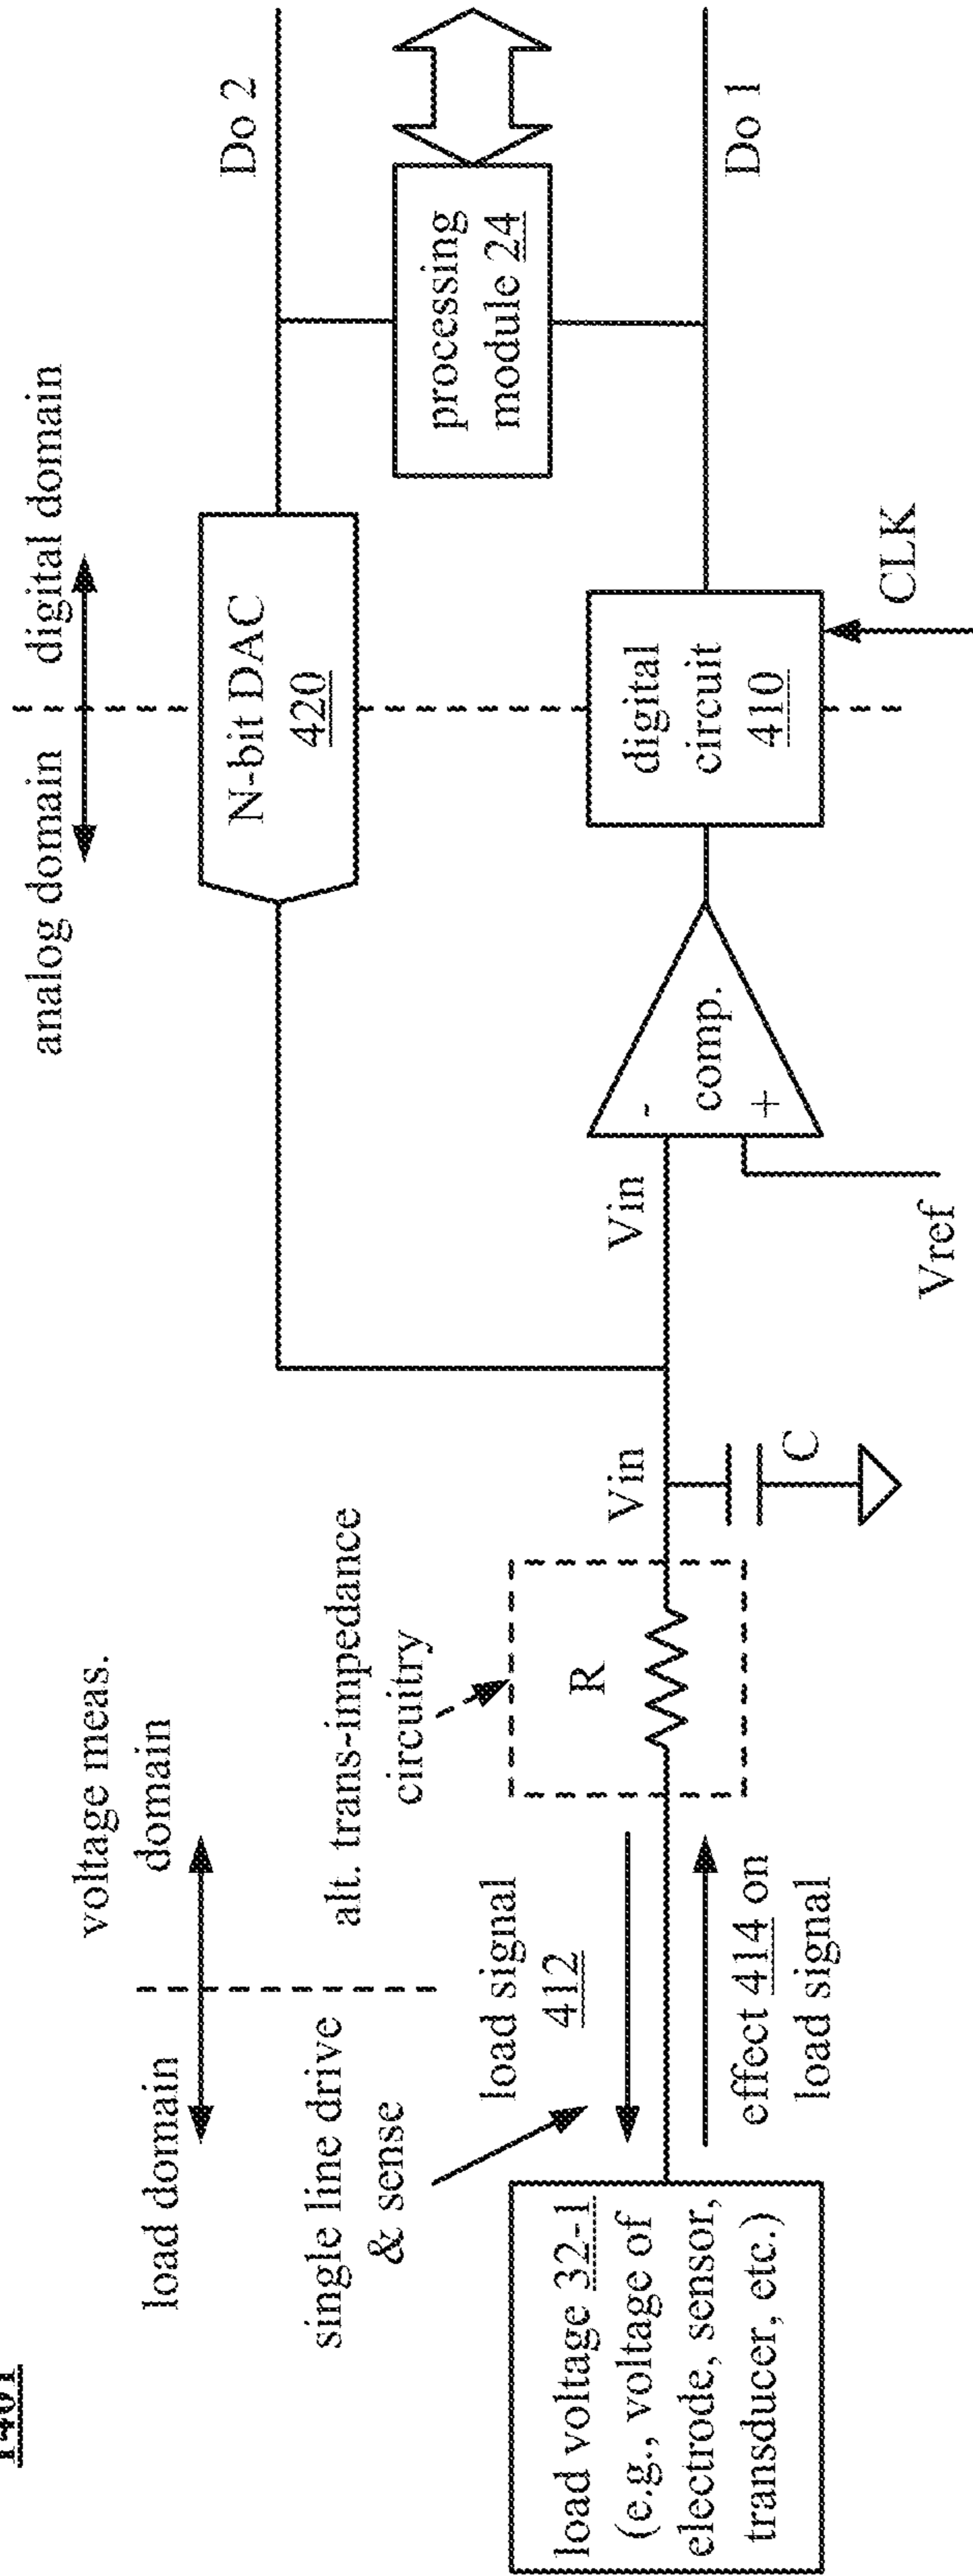 1401
load domain
voltage meas.
domain
analog domain
digital domain
single line drive
& sense
alt. trans-impedance
circuitry
N-bit DAC
420
Do 2
load signal
412
R
Vin
Vin
processing
module 24
load voltage 32-1
(e.g., voltage of
electrode, sensor,
transducer, etc.)
effect 414 on
load signal
C
-
comp.
+
Vref
digital
circuit
410
CLK
Do 1